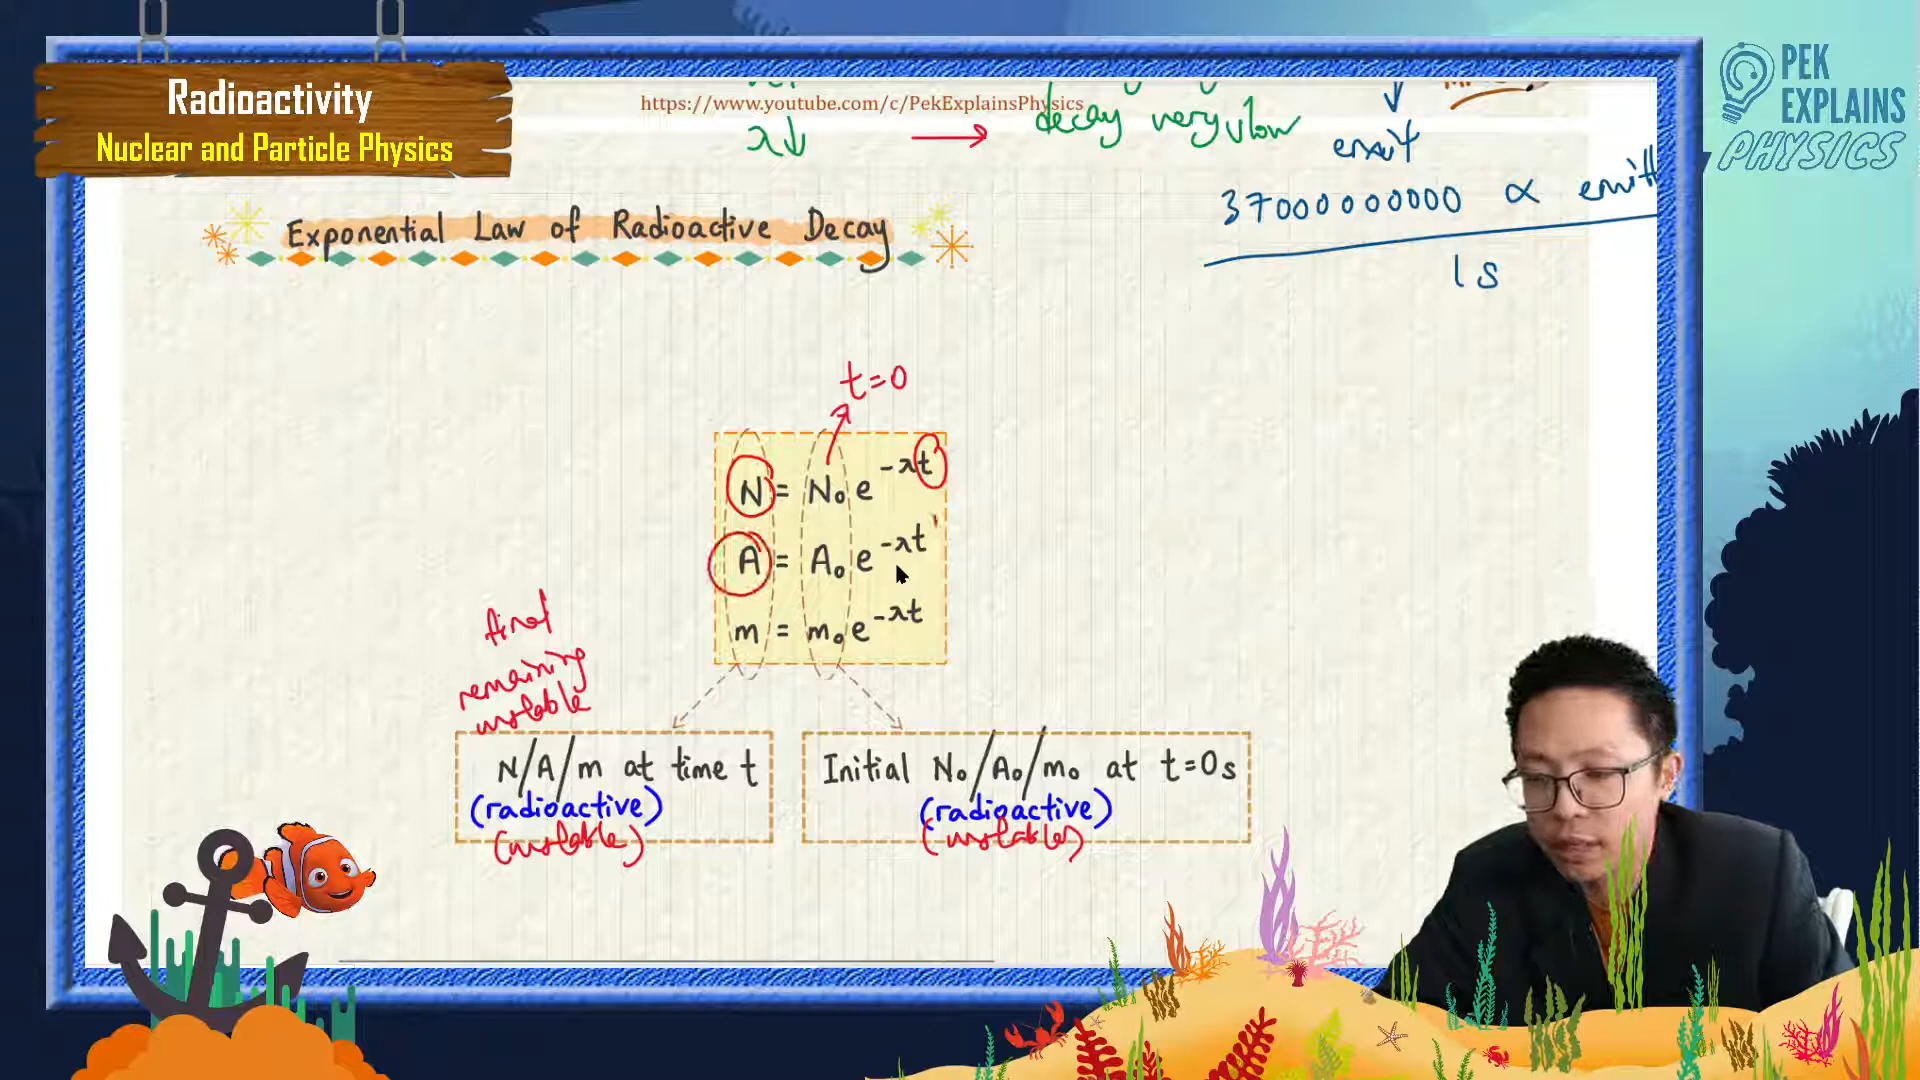 Radioactivity
Nuclear and Particle Physics
https://www.youtube.com/c/PekExplainsPhysics
PEK
EXPLAINS
PHYSICS
λ↓ → decay very slow
emit
37000000000 α emitt
1 s
Exponential Law of Radioactive Decay
t=0
N = N₀e^-λt
A = A₀e^-λt
m = m₀e^-λt
final
remaining
unstable
N/A/m at time t
(radioactive)
(unstable)
Initial N₀/A₀/m₀ at t=0s
(radioactive)
(unstable)